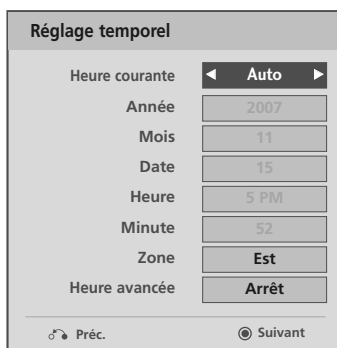 Réglage temporel
Heure courante Auto
Année 2007
Mois 11
Date 15
Heure 5 PM
Minute 52
Zone Est
Heure avancée Arrêt
Préc. Suivant